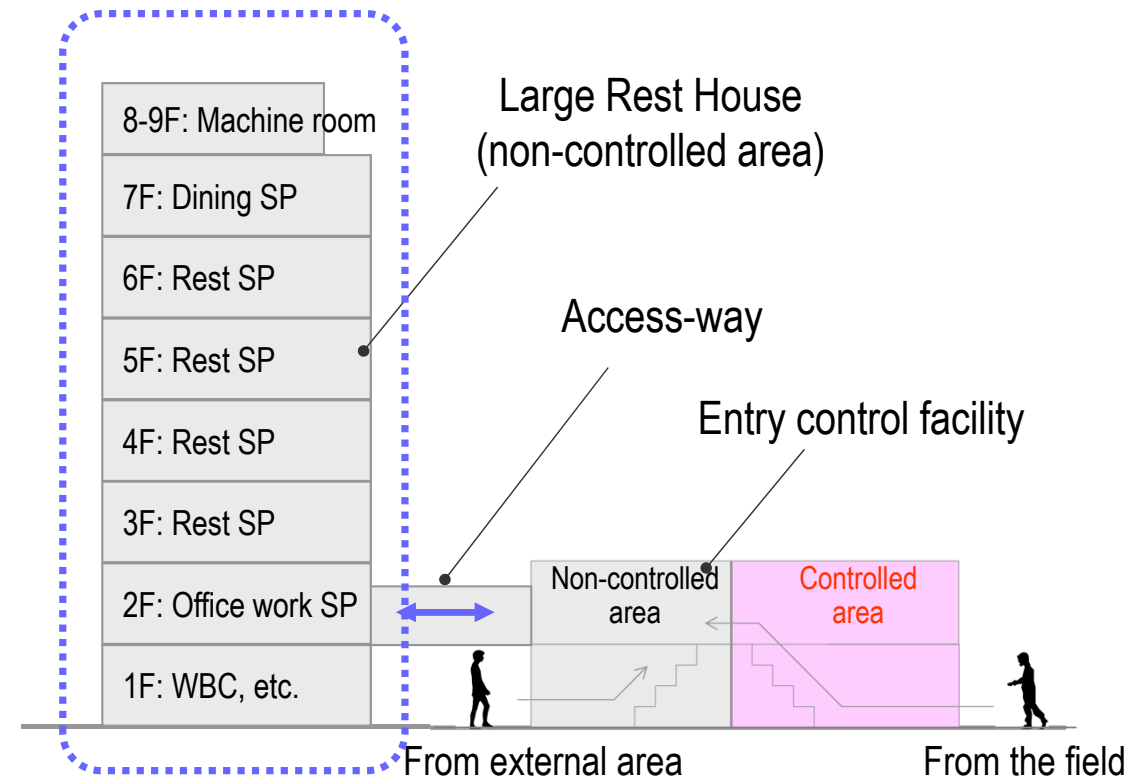 Large Rest House
(non-controlled area)
8-9F: Machine room
7F: Dining SP
6F: Rest SP
5F: Rest SP
4F: Rest SP
3F: Rest SP
2F: Office work SP
1F: WBC, etc.
Access-way
Entry control facility
Non-controlled
area
Controlled
area
From external area
From the field